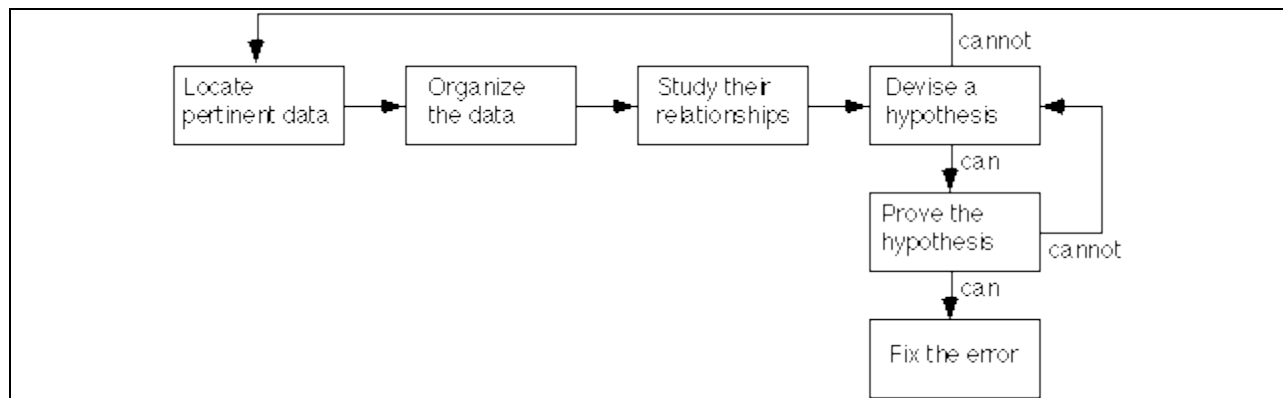 cannot
Locate
pertinent data
Organize
the data
Study their
relationships
Devise a
hypothesis
can
Prove the
hypothesis
cannot
can
Fix the error